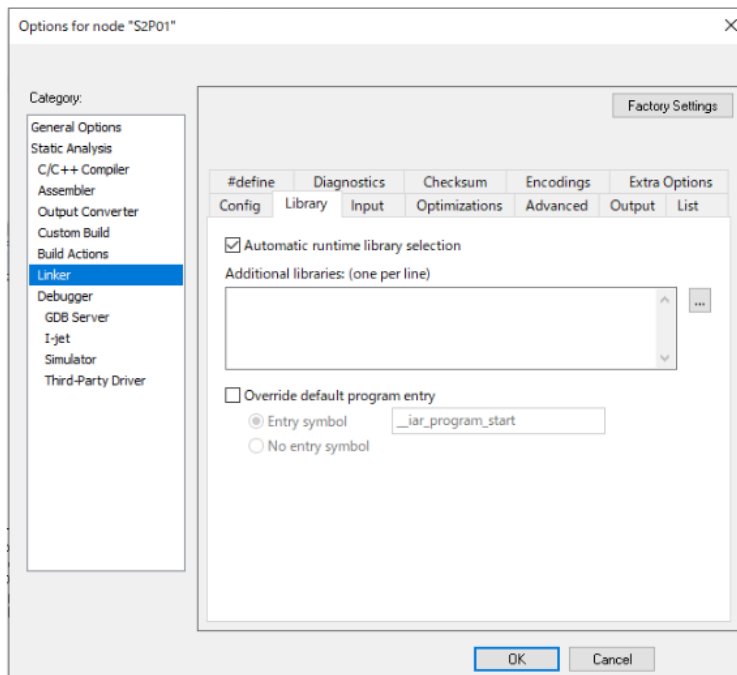 Options for node "S2P01"
Category:
General Options
Static Analysis
C/C++ Compiler
Assembler
Output Converter
Custom Build
Build Actions
Linker
Debugger
GDB Server
I-jet
Simulator
Third-Party Driver
Factory Settings
#define Diagnostics Checksum Encodings Extra Options
Config Library Input Optimizations Advanced Output List
Automatic runtime library selection
Additional libraries: (one per line)
...
Override default program entry
Entry symbol __iar_program_start
No entry symbol
OK Cancel